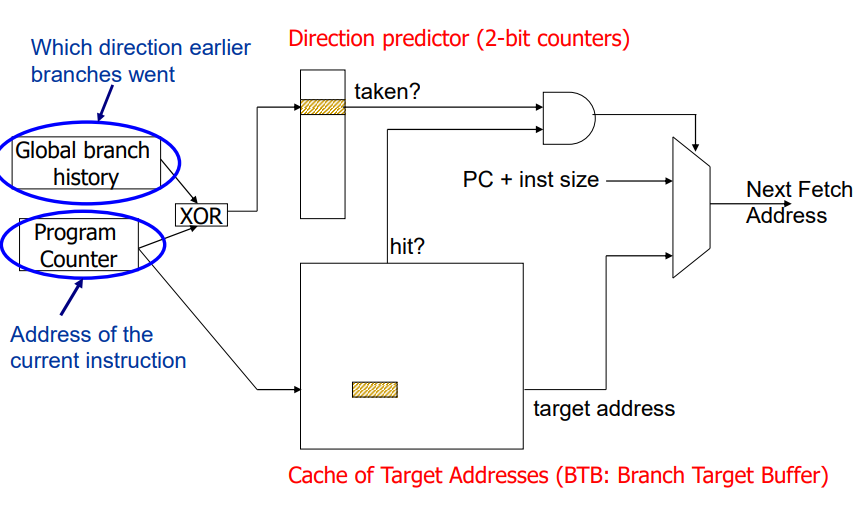 Direction predictor (2-bit counters)
Which direction earlier
branches went
taken?
Global branch
history
PC + inst size
Next Fetch
Address
XOR
Program
Counter
hit?
Address of the
current instruction
target address
Cache of Target Addresses (BTB: Branch Target Buffer)